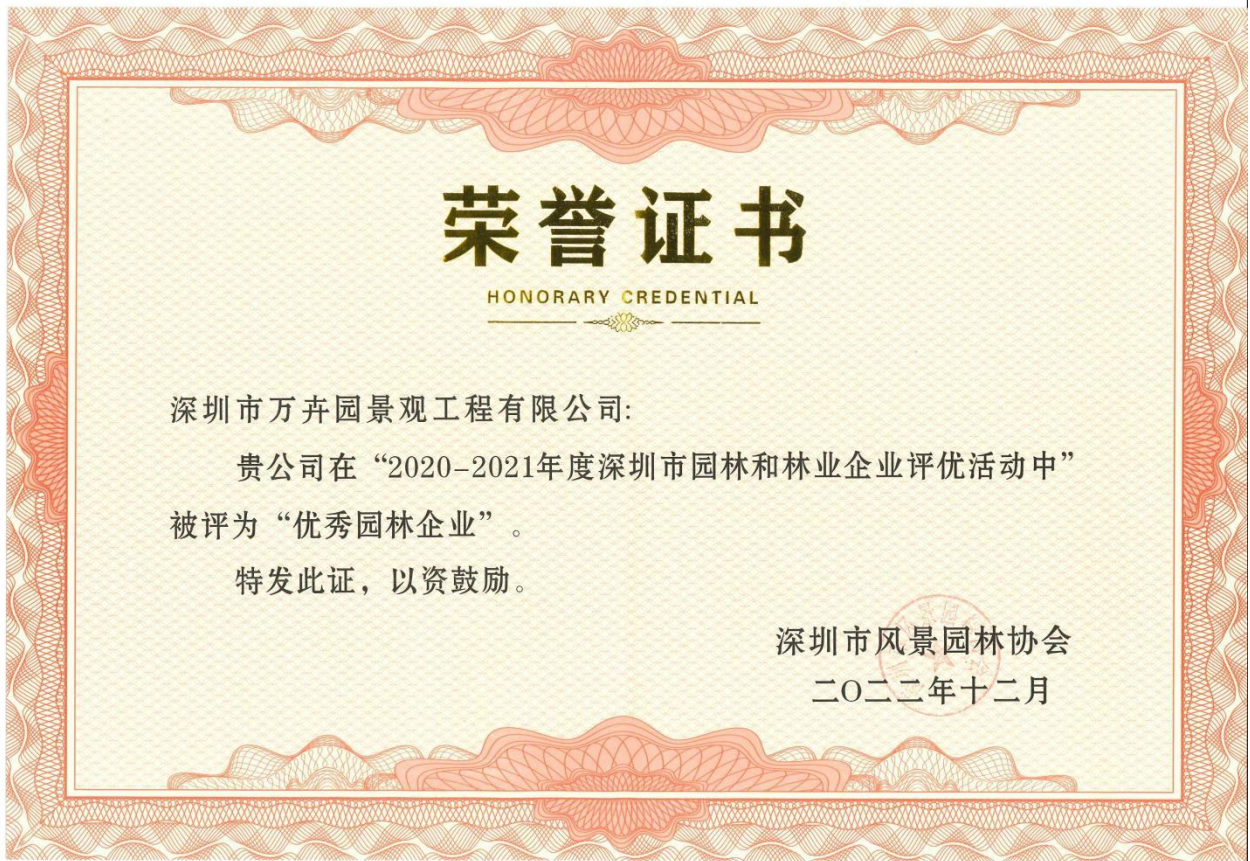 荣誉证书
HONORARY CREDENTIAL
深圳市万卉园景观工程有限公司:
贵公司在“2020-2021年度深圳市园林和林业企业评优活动中”
被评为“优秀园林企业”。
特发此证，以资鼓励。
深圳市风景园林协会
二〇二二年十二月